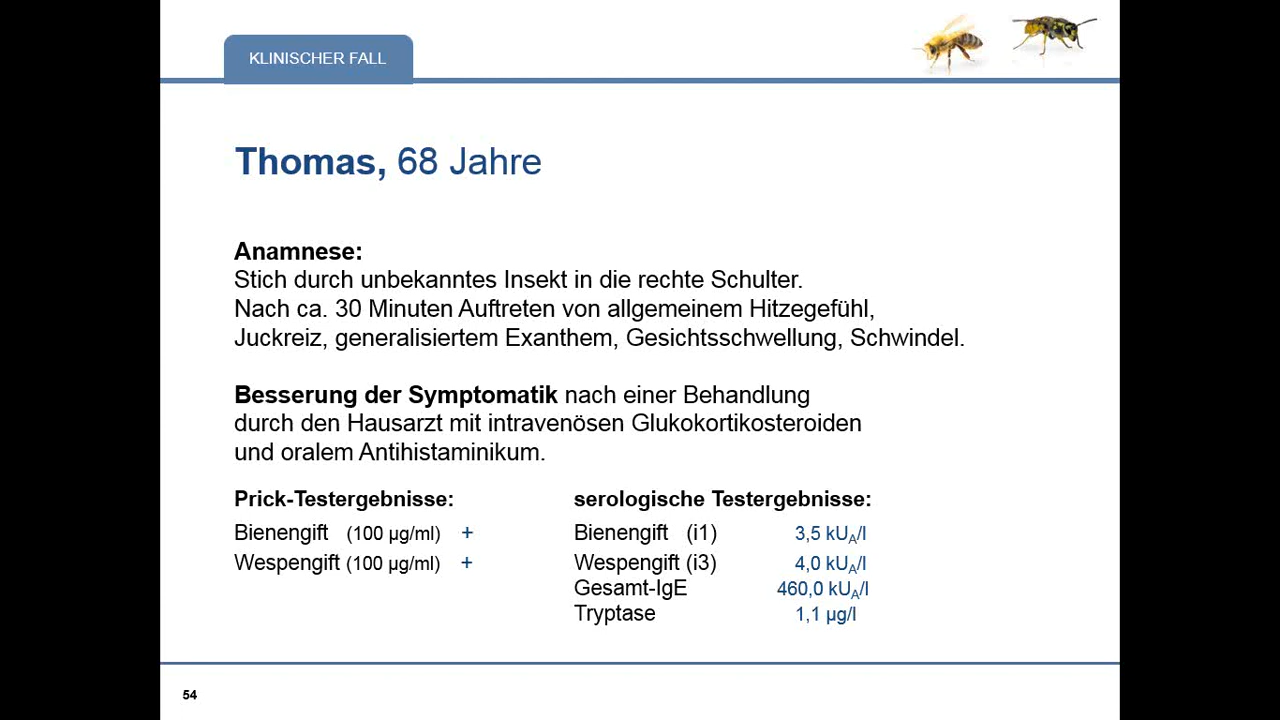 KLINISCHER FALL
Thomas, 68 Jahre
Anamnese:
Stich durch unbekanntes Insekt in die rechte Schulter.
Nach ca. 30 Minuten Auftreten von allgemeinem Hitzegefühl,
Juckreiz, generalisiertem Exanthem, Gesichtsschwellung, Schwindel.
Besserung der Symptomatik nach einer Behandlung
durch den Hausarzt mit intravenösen Glukokortikosteroiden
und oralem Antihistaminikum.
Prick-Testergebnisse:
Bienengift (100 µg/ml) +
Wespengift (100 µg/ml) +
serologische Testergebnisse:
Bienengift (i1) 3,5 kUA/l
Wespengift (i3) 4,0 kUA/l
Gesamt-IgE 460,0 kUA/l
Tryptase 1,1 µg/l
54